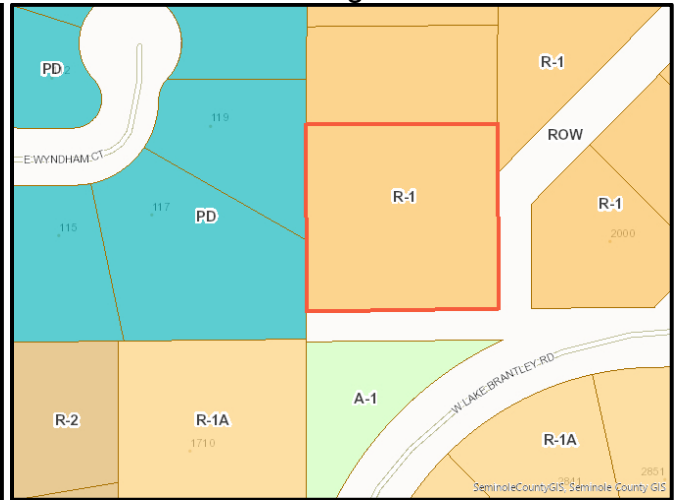 PD
R-1
119
ROW
E WYNDHAM CT
R-1
R-1
117
PD
115
2000
W LAKE BRANTLEY RD
A-1
R-2
R-1A
R-1A
1710
2851
SeminoleCountyGIS, Seminole County GIS